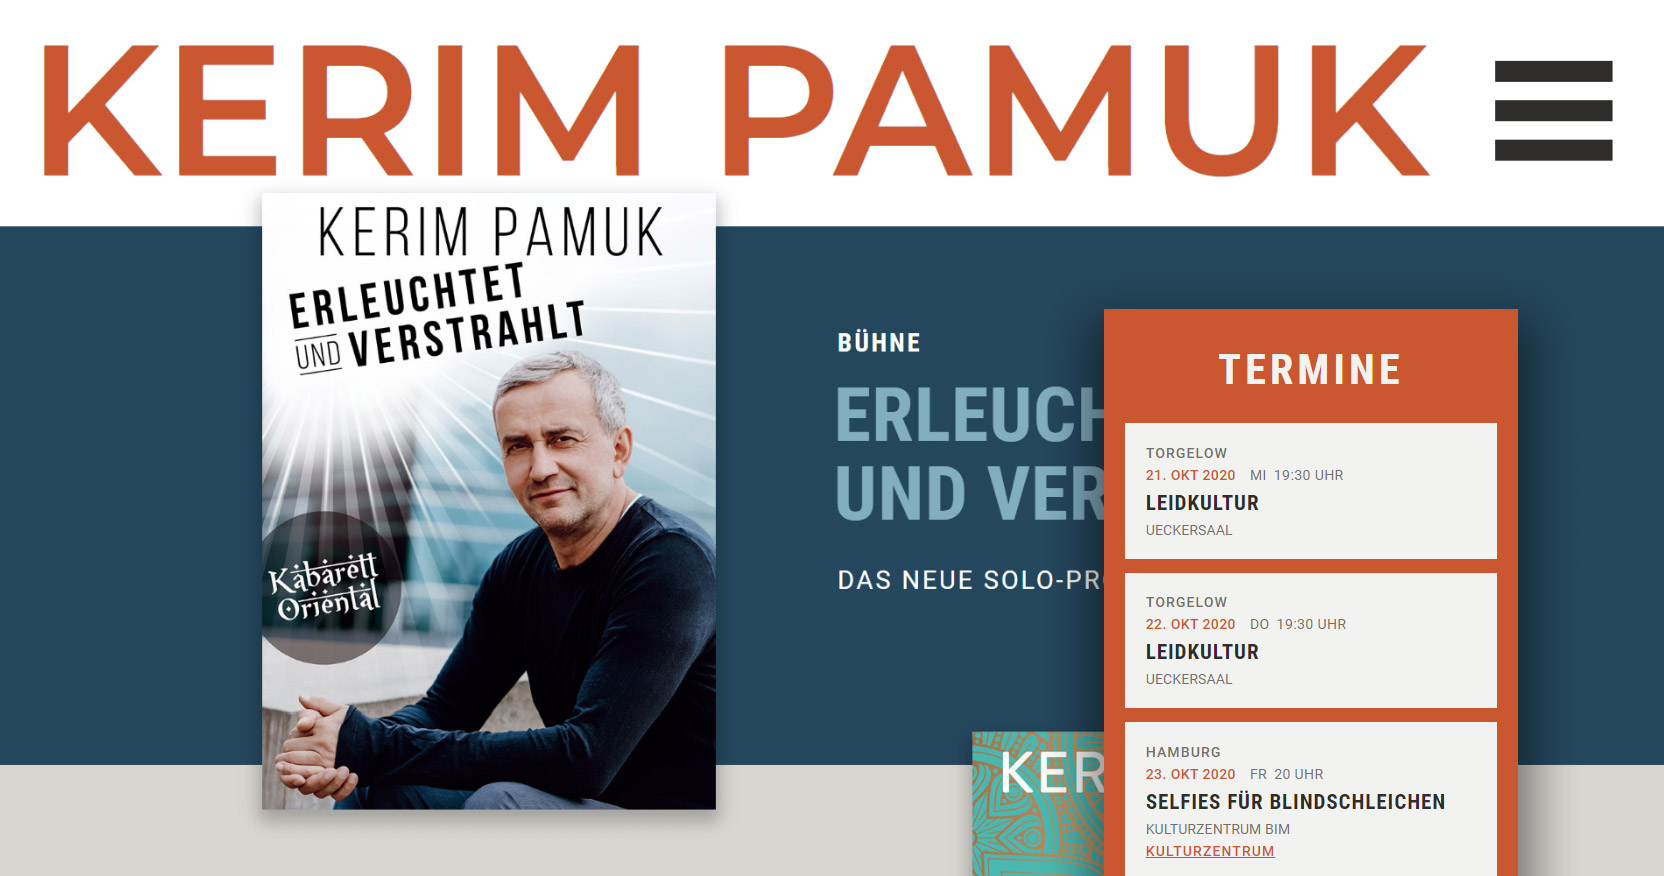 KERIM PAMUK
KERIM PAMUK
ERLEUCHTET
UND VERSTRAHLT
Kabarett
Oriental
BÜHNE
ERLEUCH
UND VER
DAS NEUE SOLO-PR
KER
TERMINE
TORGELOW
21. OKT 2020 MI 19:30 UHR
LEIDKULTUR
UECKERSAAL
TORGELOW
22. OKT 2020 DO 19:30 UHR
LEIDKULTUR
UECKERSAAL
HAMBURG
23. OKT 2020 FR 20 UHR
SELFIES FÜR BLINDSCHLEICHEN
KULTURZENTRUM BIM
KULTURZENTRUM